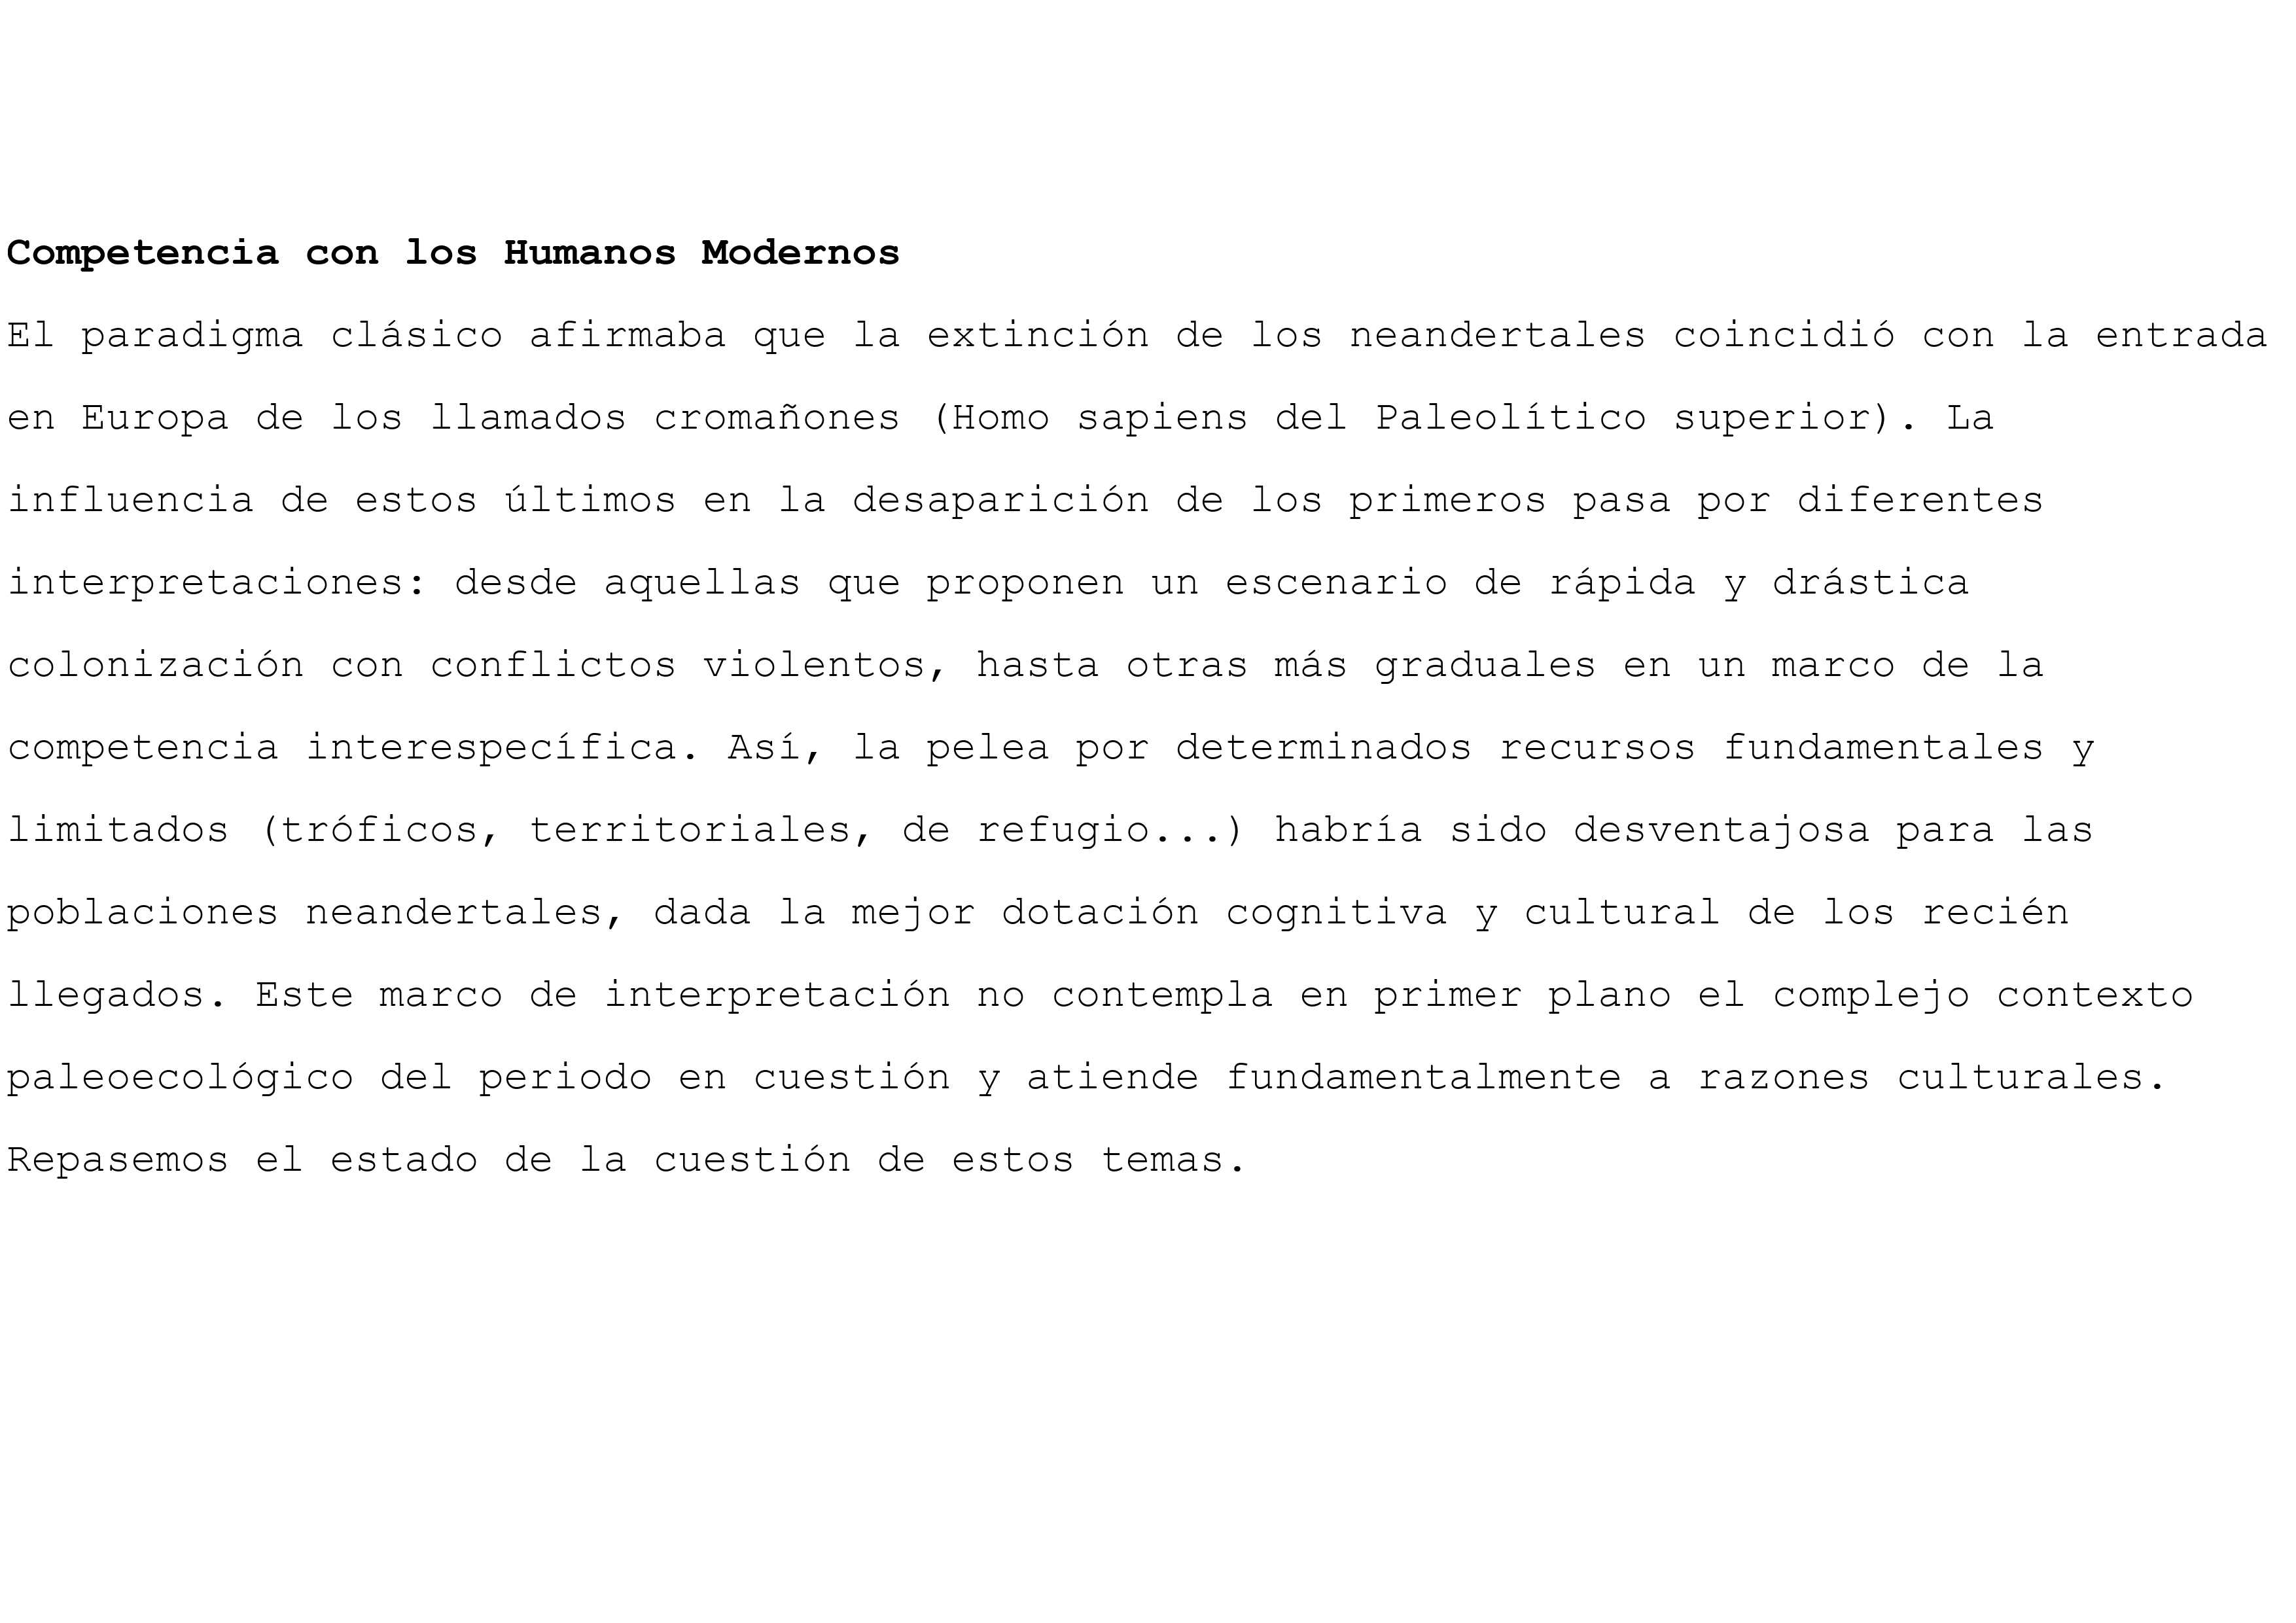 Competencia con los Humanos Modernos
El paradigma clásico afirmaba que la extinción de los neandertales coincidió con la entrada
en Europa de los llamados cromañones (Homo sapiens del Paleolítico superior). La
influencia de estos últimos en la desaparición de los primeros pasa por diferentes
interpretaciones: desde aquellas que proponen un escenario de rápida y drástica
colonización con conflictos violentos, hasta otras más graduales en un marco de la
competencia interespecífica. Así, la pelea por determinados recursos fundamentales y
limitados (tróficos, territoriales, de refugio...) habría sido desventajosa para las
poblaciones neandertales, dada la mejor dotación cognitiva y cultural de los recién
llegados. Este marco de interpretación no contempla en primer plano el complejo contexto
paleoecológico del periodo en cuestión y atiende fundamentalmente a razones culturales.
Repasemos el estado de la cuestión de estos temas.